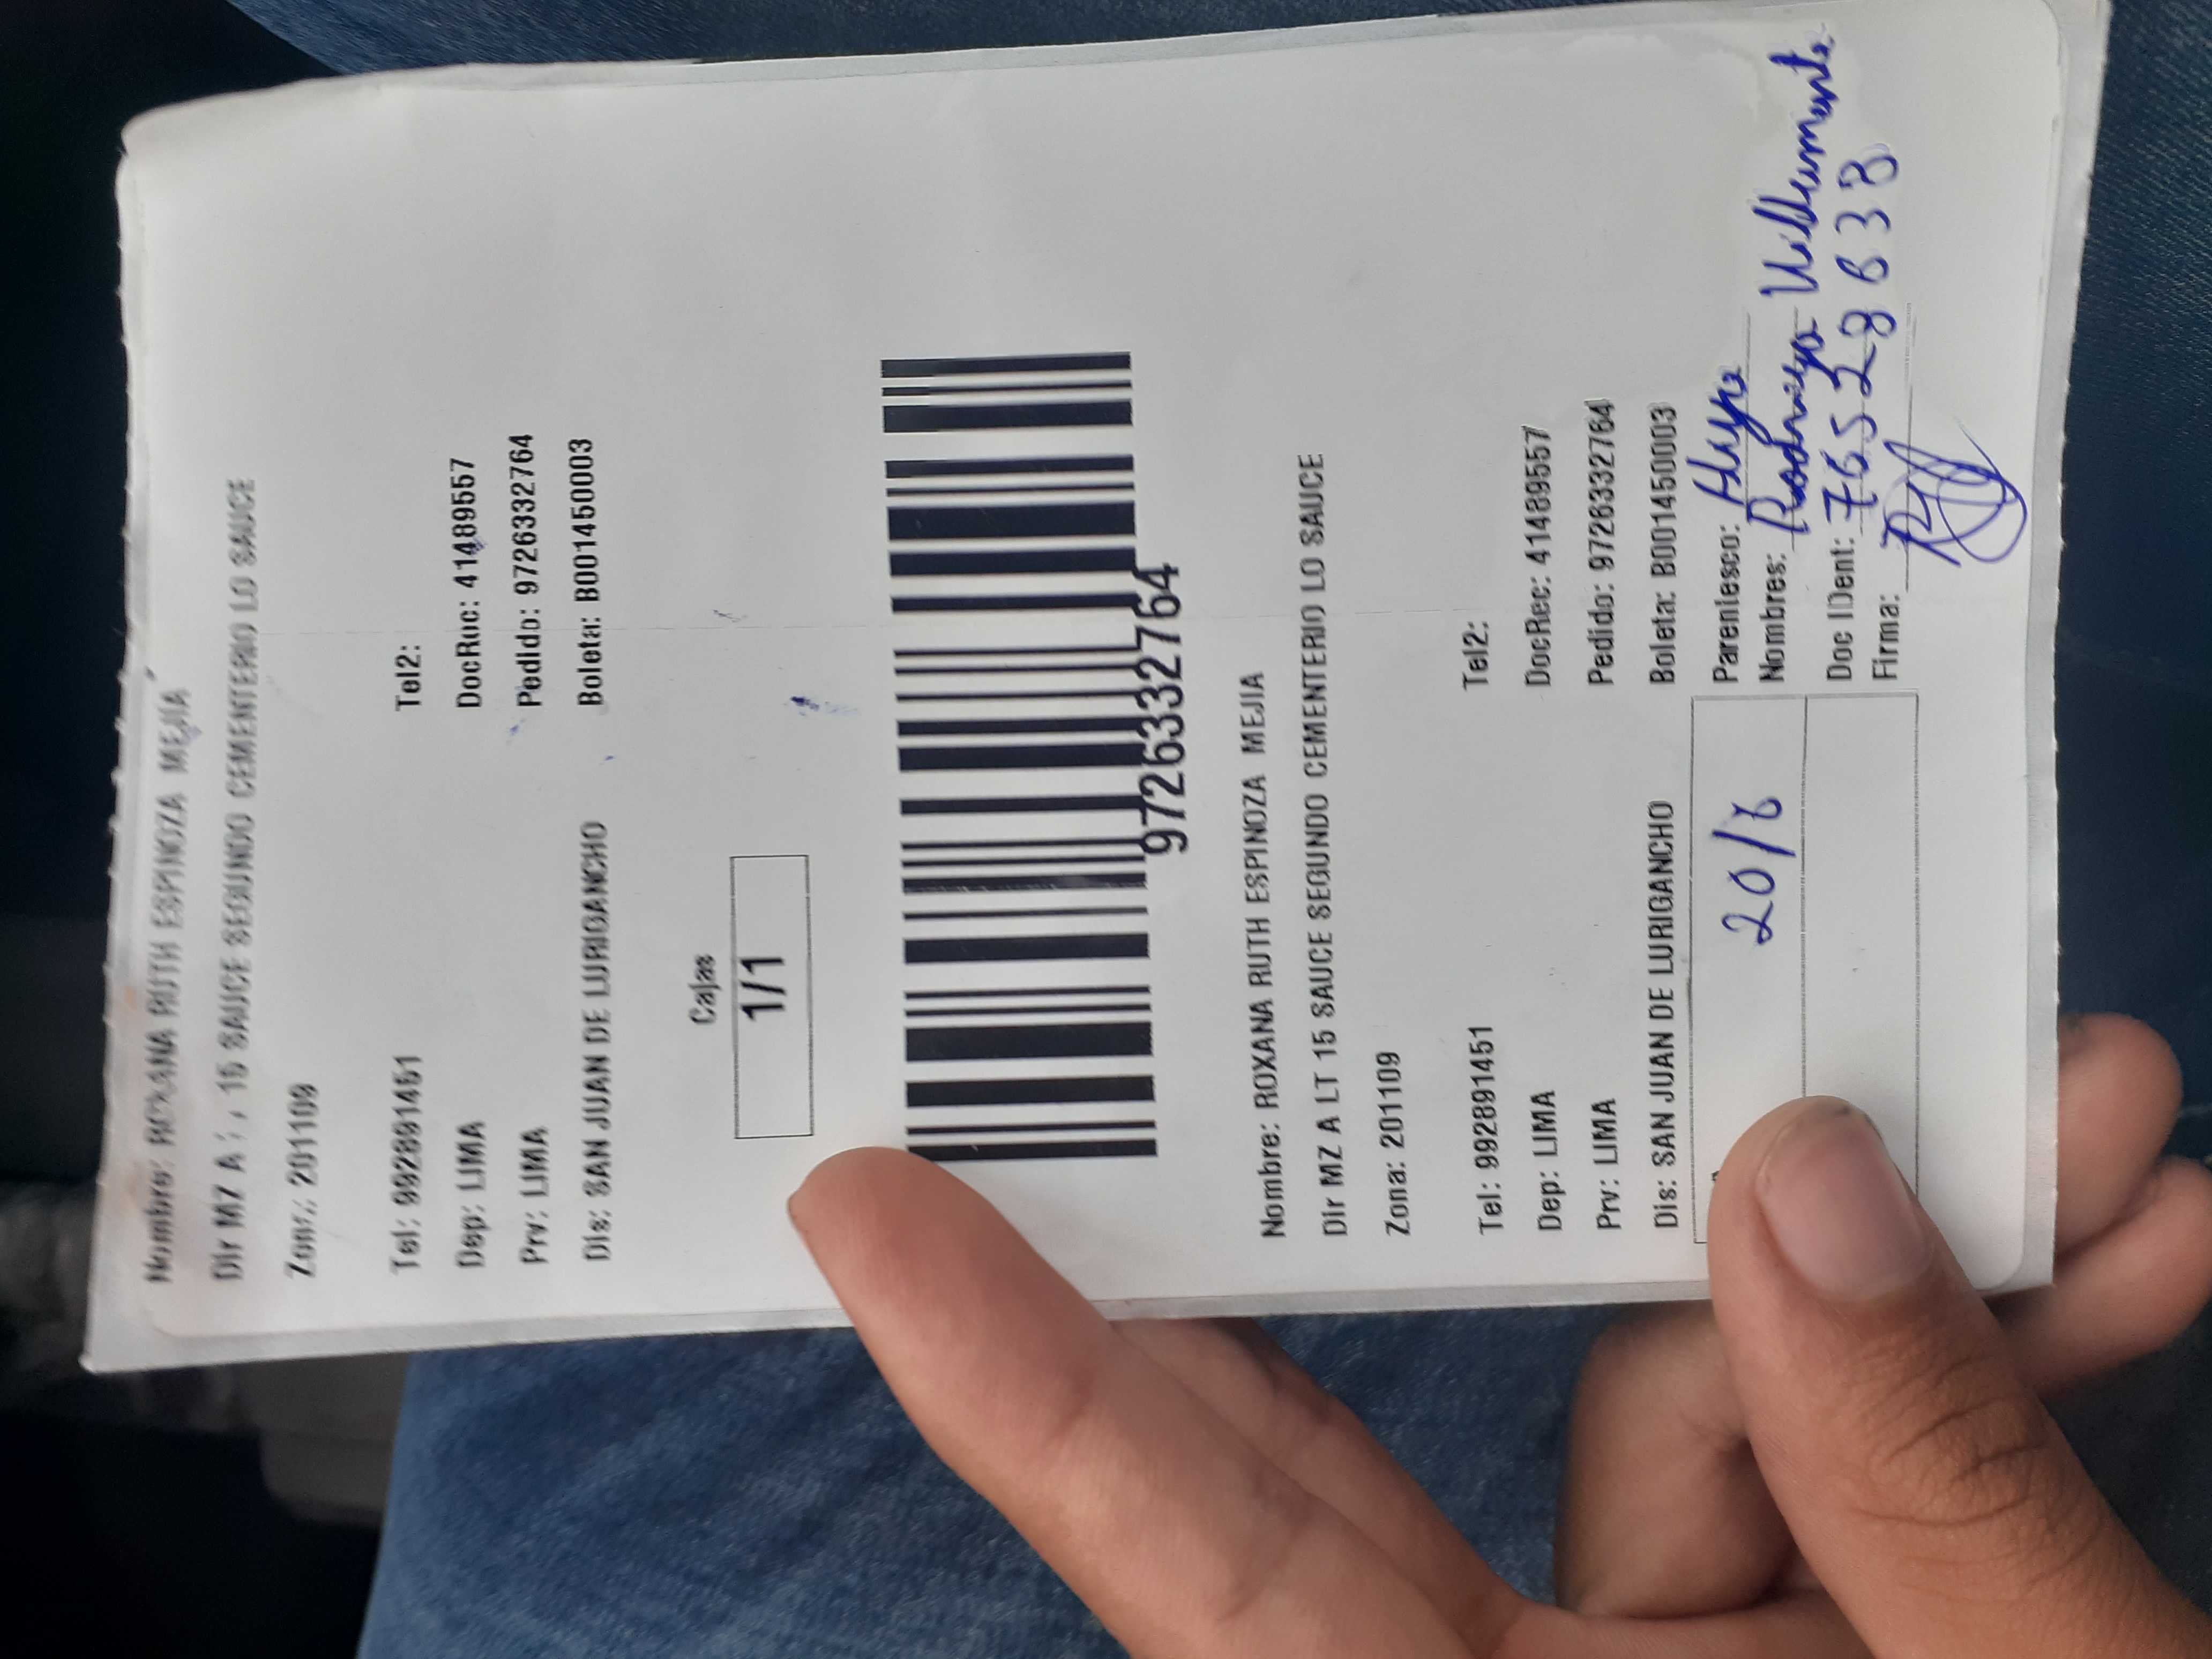 Nombre: ROXANA RUTH ESPINOZA MEJIA
Dir MZ A 15 SAUCE SEGUNDO CEMENTERIO LO SAUCE
Zona: 201109
Tel: 992891451 Tel2:
Dep: LIMA DocRuc: 41489557
Prv: LIMA Pedido: 9726332764
Dis: SAN JUAN DE LURIGANCHO Boleta: B001450003
Cajas
1/1
9726332764
Nombre: ROXANA RUTH ESPINOZA MEJIA
Dir MZ A LT 15 SAUCE SEGUNDO CEMENTERIO LO SAUCE
Zona: 201109
Tel: 992891451 Tel2:
Dep: LIMA DocRec: 41489557
Prv: LIMA Pedido: 9726332764
Dis: SAN JUAN DE LURIGANCHO Boleta: B001450003
20/6 Parentesco:
Nombres: Rodrigo
Doc IDent:
Firma: